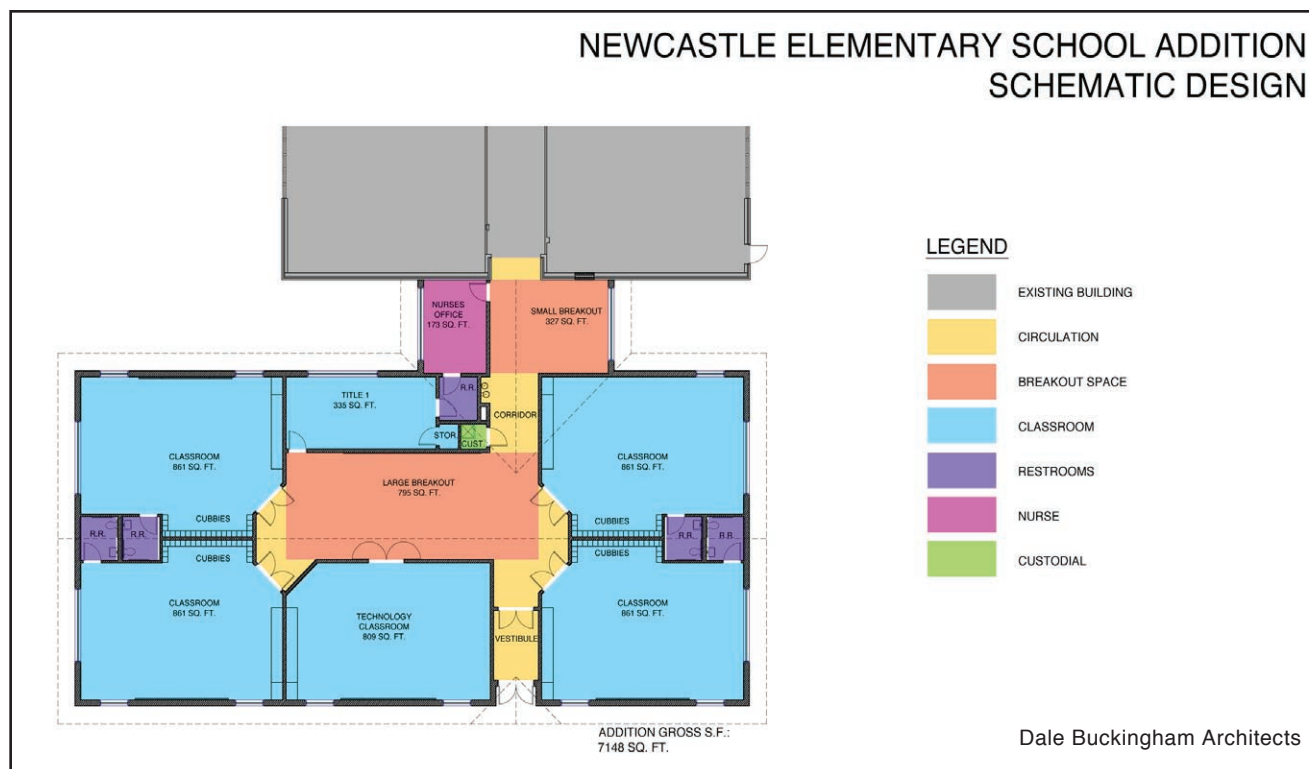 NEWCASTLE ELEMENTARY SCHOOL ADDITION
SCHEMATIC DESIGN
NURSES
OFFICE
173 SQ. FT.
SMALL BREAKOUT
327 SQ. FT.
R.R.
TITLE 1
335 SQ. FT.
CORRIDOR
STOR.
CUST.
CLASSROOM
861 SQ. FT.
CLASSROOM
861 SQ. FT.
LARGE BREAKOUT
795 SQ. FT.
CUBBIES
CUBBIES
R.R.
R.R.
R.R.
R.R.
CUBBIES
CUBBIES
CLASSROOM
861 SQ. FT.
TECHNOLOGY
CLASSROOM
809 SQ. FT.
VESTIBULE
CLASSROOM
861 SQ. FT.
ADDITION GROSS S.F.:
7148 SQ. FT.
LEGEND
EXISTING BUILDING
CIRCULATION
BREAKOUT SPACE
CLASSROOM
RESTROOMS
NURSE
CUSTODIAL
Dale Buckingham Architects